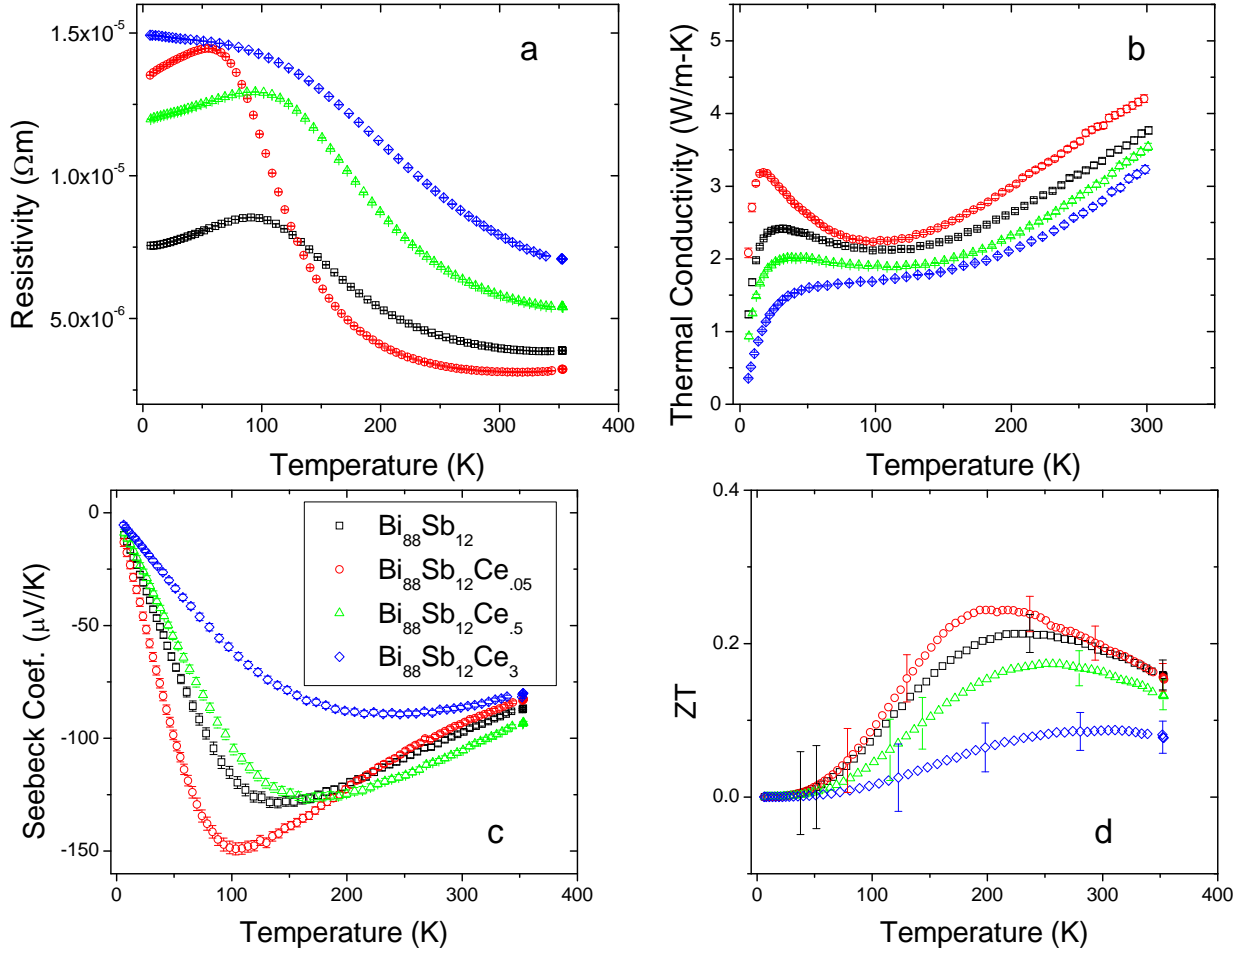 a
1.5x10⁻⁵
1.0x10⁻⁵
5.0x10⁻⁶
Resistivity (Ωm)
0 100 200 300 400
Temperature (K)
b
5
4
3
2
1
0
Thermal Conductivity (W/m-K)
0 100 200 300
Temperature (K)
0
-50
-100
-150
Seebeck Coef. (μV/K)
Bi₈₈Sb₁₂
Bi₈₈Sb₁₂Ce.₀₅
Bi₈₈Sb₁₂Ce.₅
Bi₈₈Sb₁₂Ce₃
c
0 100 200 300 400
Temperature (K)
0.4
0.2
0.0
ZT
d
0 100 200 300 400
Temperature (K)